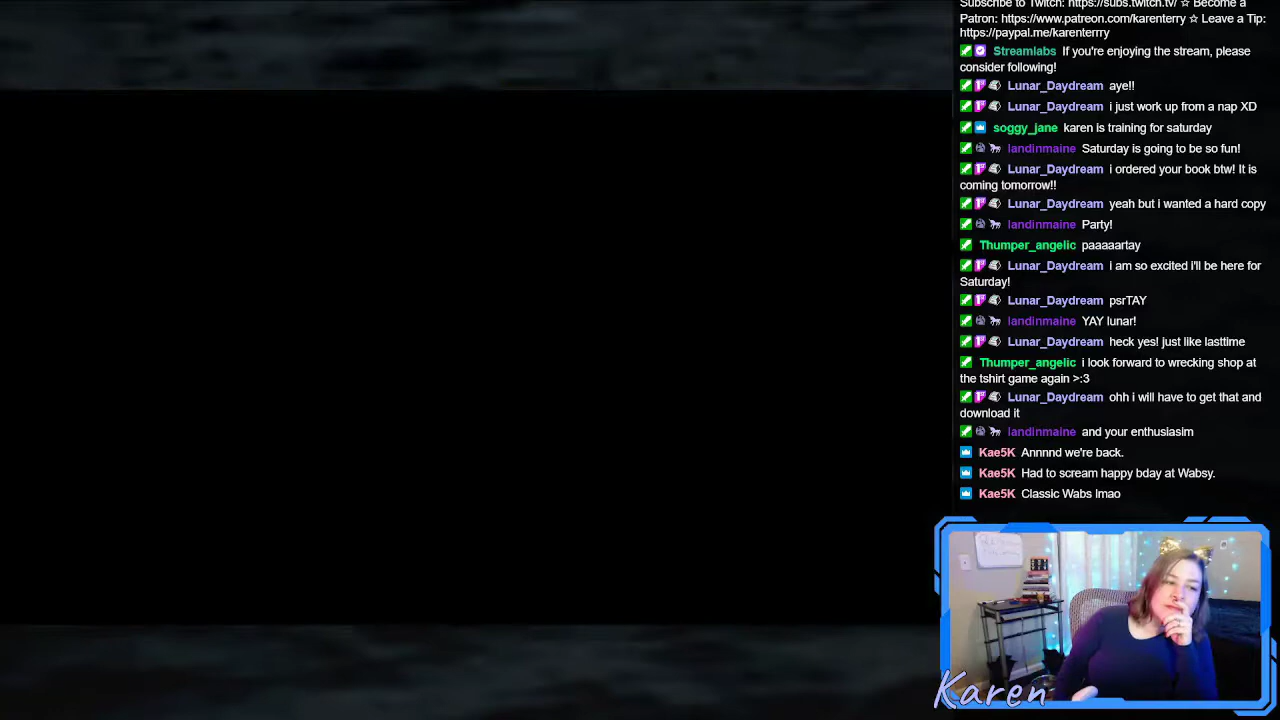 Subscribe to Twitch: https://subs.twitch.tv/ ☆ Become a
Patron: https://www.patreon.com/karenterry ☆ Leave a Tip:
https://paypal.me/karenterrry
Streamlabs If you're enjoying the stream, please
consider following!
Lunar_Daydream aye!!
Lunar_Daydream i just work up from a nap XD
soggy_jane karen is training for saturday
landinmaine Saturday is going to be so fun!
Lunar_Daydream i ordered your book btw! It is
coming tomorrow!!
Lunar_Daydream yeah but i wanted a hard copy
landinmaine Party!
Thumper_angelic paaaaartay
Lunar_Daydream i am so excited i'll be here for
Saturday!
Lunar_Daydream psrTAY
landinmaine YAY lunar!
Lunar_Daydream heck yes! just like lasttime
Thumper_angelic i look forward to wrecking shop at
the tshirt game again >:3
Lunar_Daydream ohh i will have to get that and
download it
landinmaine and your enthusiasim
Kae5K Annnnd we're back.
Kae5K Had to scream happy bday at Wabsy.
Kae5K Classic Wabs lmao
Karen